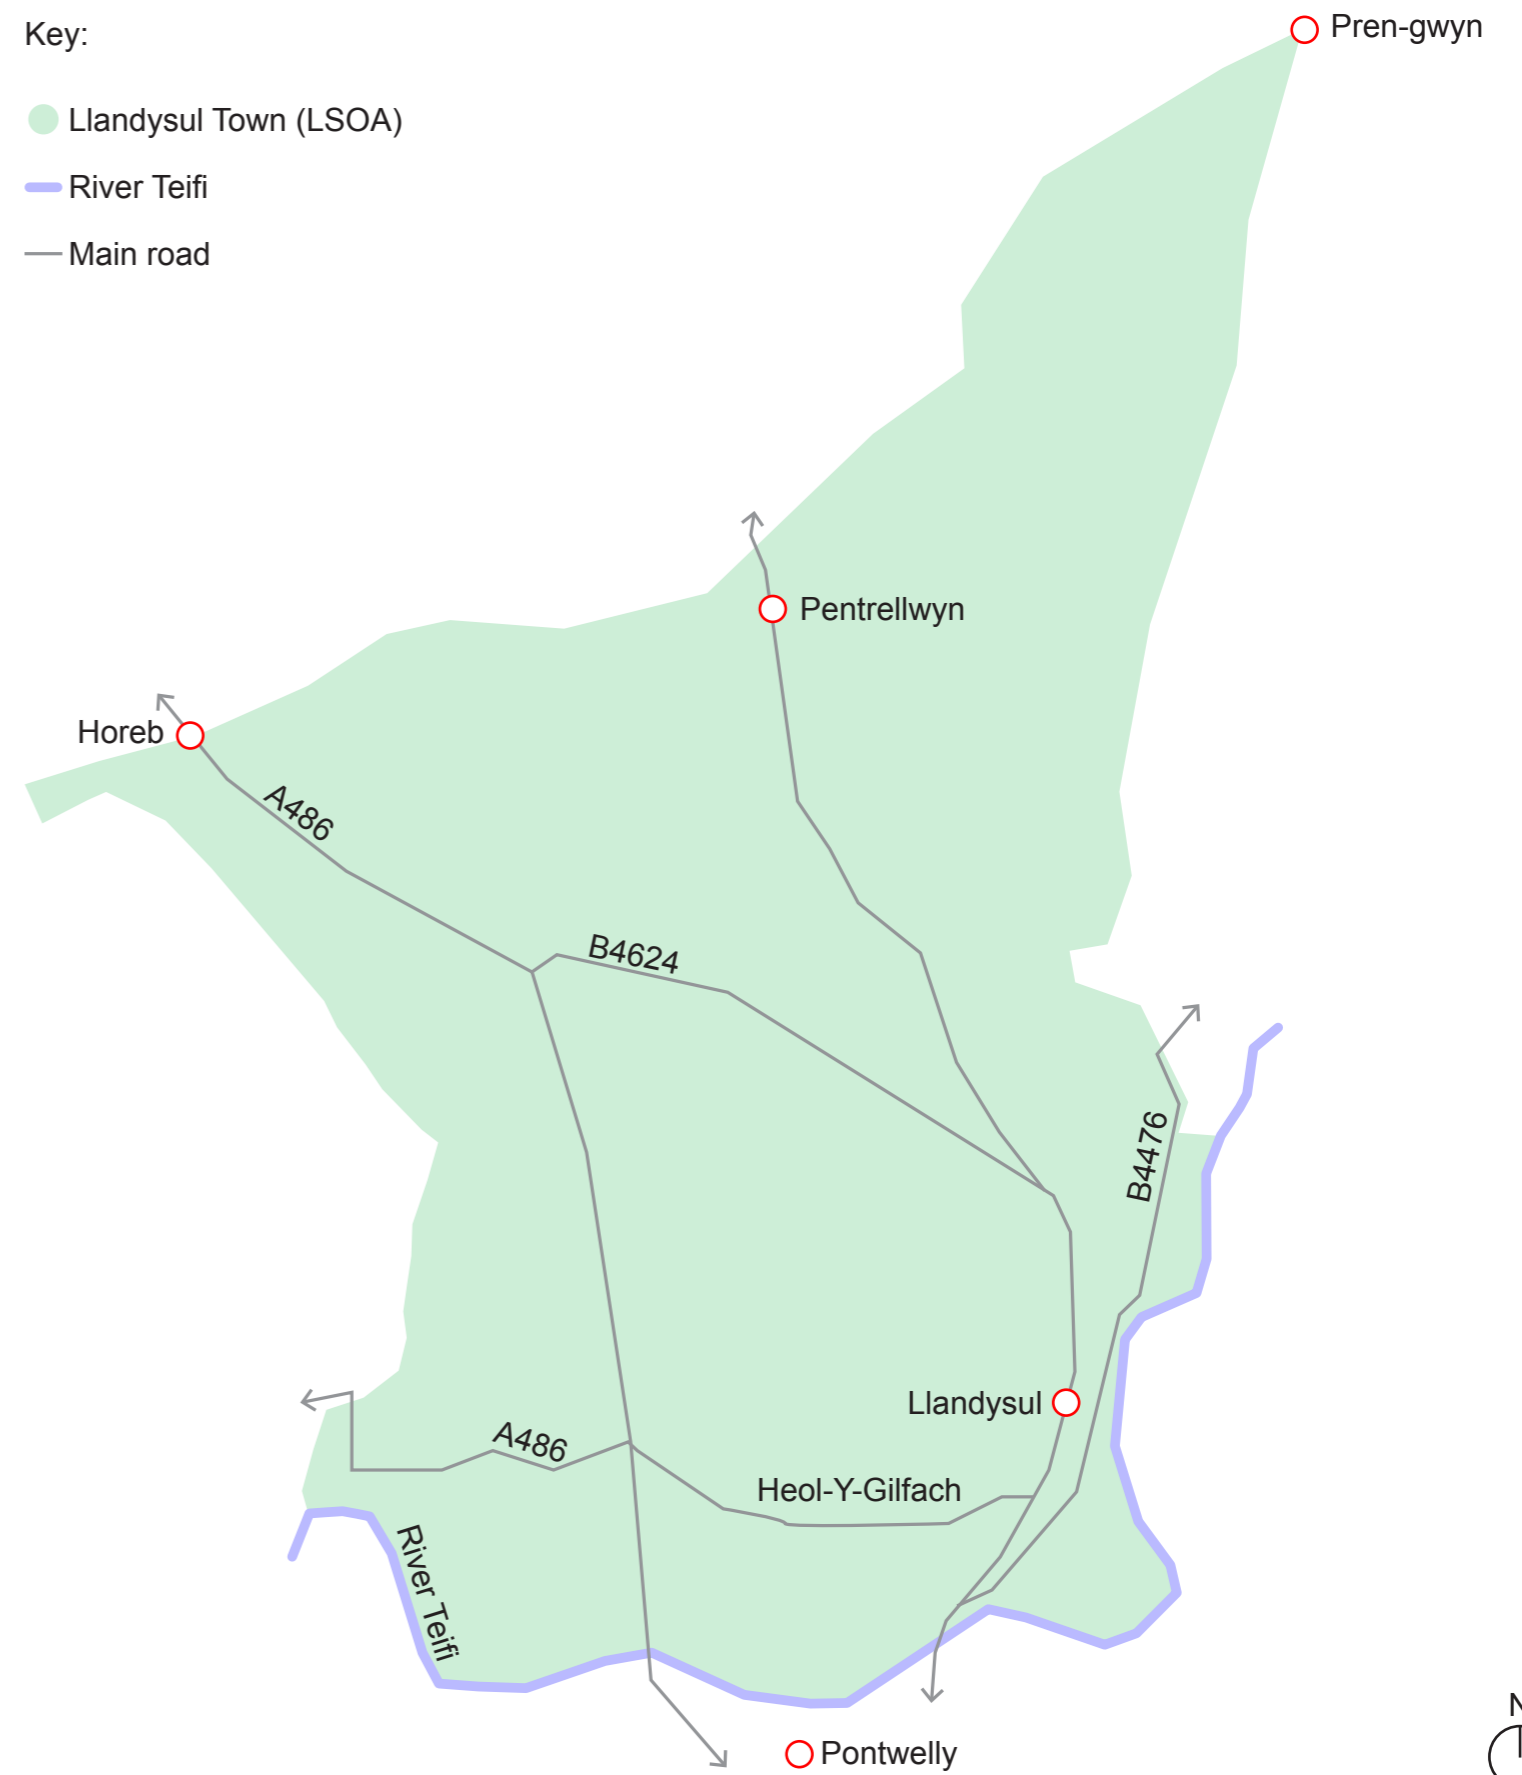 Key:
Llandysul Town (LSOA)
River Teifi
Main road
Pren-gwyn
Pentrellwyn
Horeb
A486
B4624
B4476
Llandysul
A486
Heol-Y-Gilfach
River Teifi
N
Pontwelly